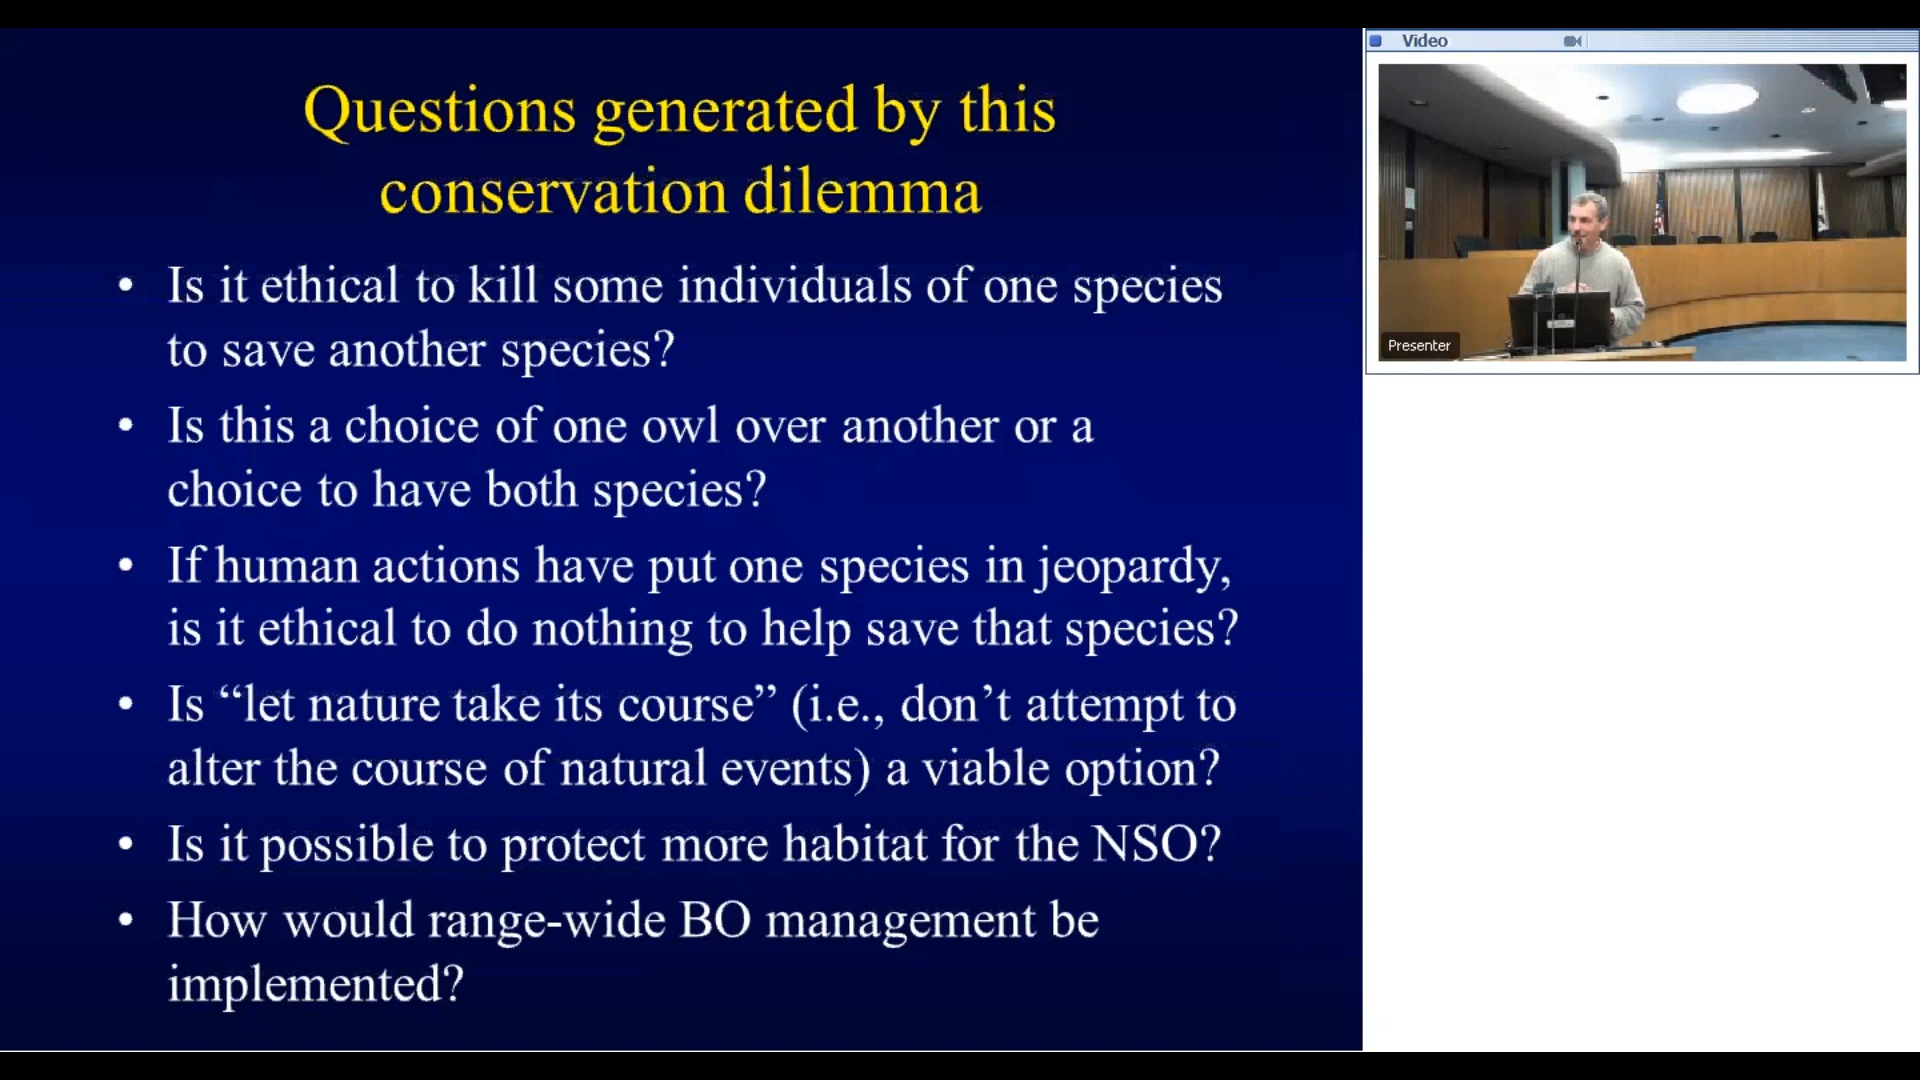 Questions generated by this
conservation dilemma
• Is it ethical to kill some individuals of one species
to save another species?
• Is this a choice of one owl over another or a
choice to have both species?
• If human actions have put one species in jeopardy,
is it ethical to do nothing to help save that species?
• Is “let nature take its course” (i.e., don’t attempt to
alter the course of natural events) a viable option?
• Is it possible to protect more habitat for the NSO?
• How would range-wide BO management be
implemented?
Video
Presenter